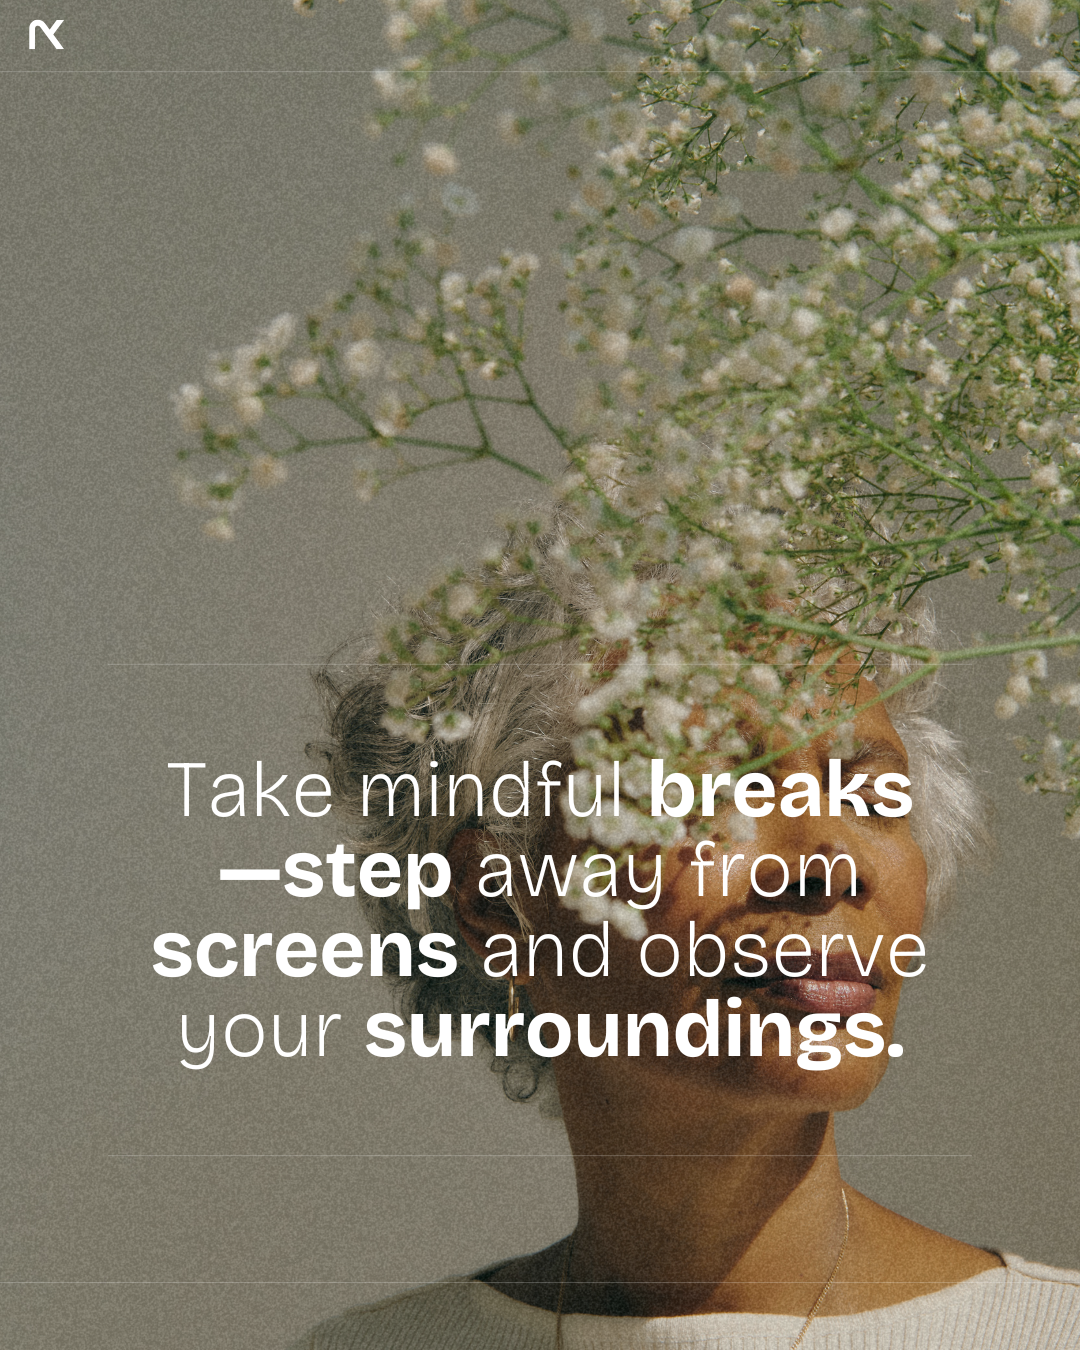 Take mindful breaks
—step away from
screens and observe
your surroundings.